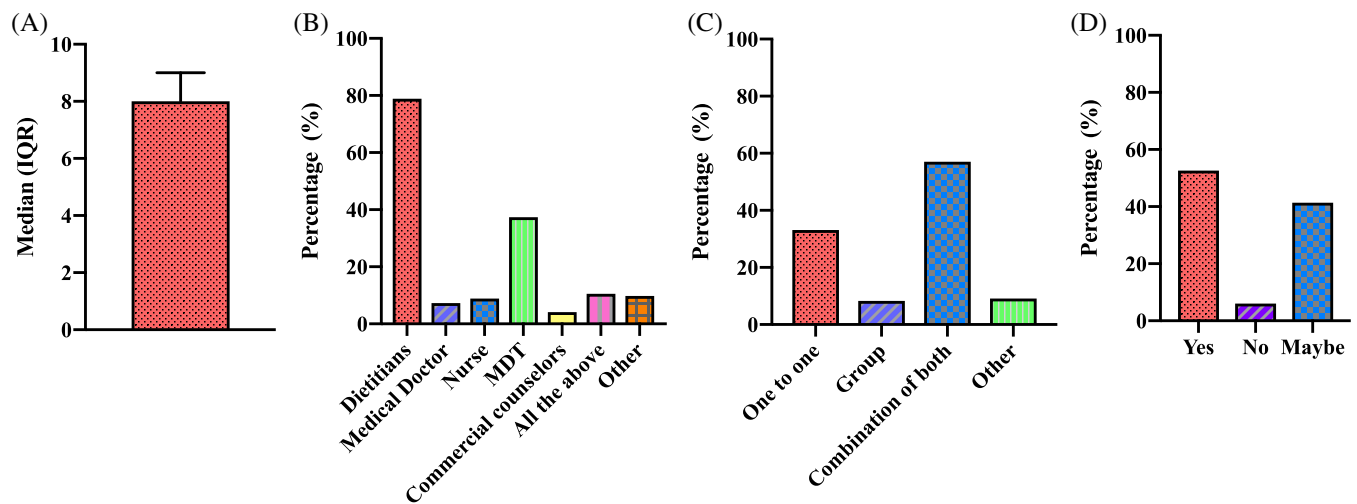 (A)
Median (IQR)
10
8
6
4
2
0
(B)
Percentage (%)
100
80
60
40
20
0
Dietitians
Medical Doctor
Nurse
MDT
Commercial counselors
All the above
Other
(C)
Percentage (%)
100
80
60
40
20
0
One to one
Group
Combination of both
Other
(D)
Percentage (%)
100
80
60
40
20
0
Yes
No
Maybe